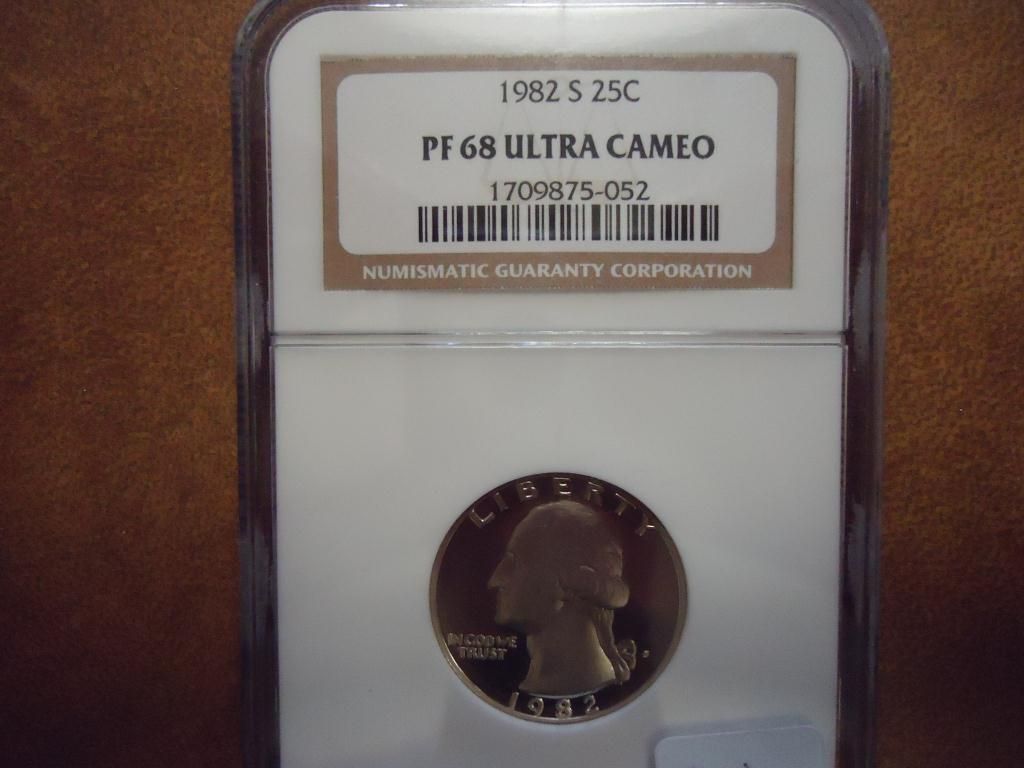 1982 S 25C
PF 68 ULTRA CAMEO
1709875-052
NUMISMATIC GUARANTY CORPORATION
LIBERTY
IN GOD WE
TRUST
S
1982